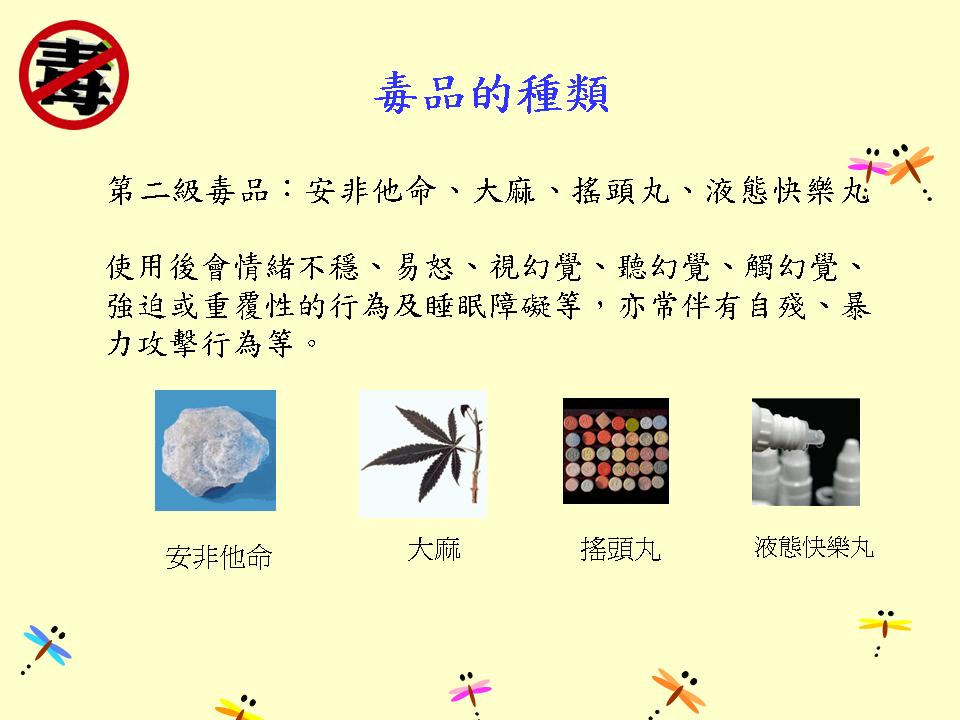 毒
毒品的種類
第二級毒品：安非他命、大麻、搖頭丸、液態快樂丸
使用後會情緒不穩、易怒、視幻覺、聽幻覺、觸幻覺、
強迫或重覆性的行為及睡眠障礙等，亦常伴有自殘、暴
力攻擊行為等。
安非他命
大麻
搖頭丸
液態快樂丸